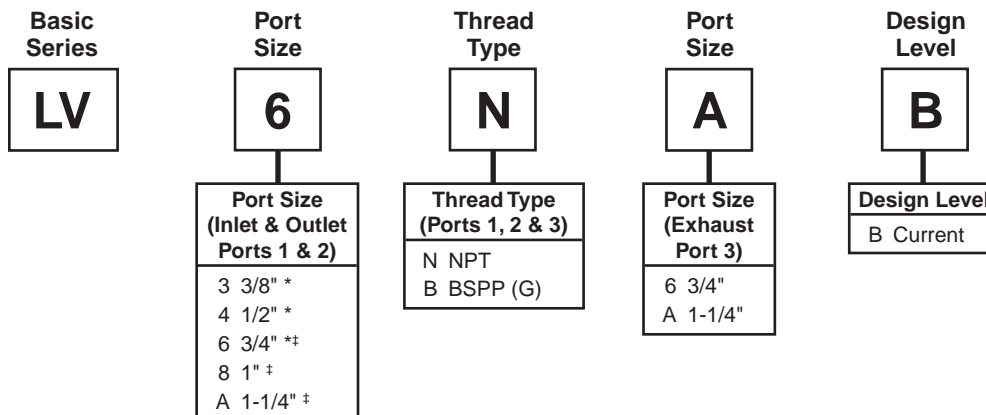 Basic
Series
Port
Size
Thread
Type
Port
Size
Design
Level
LV
6
N
A
B
Port Size
(Inlet & Outlet
Ports 1 & 2)
3 3/8" *
4 1/2" *
6 3/4" *‡
8 1" ‡
A 1-1/4" ‡
Thread Type
(Ports 1, 2 & 3)
N NPT
B BSPP (G)
Port Size
(Exhaust
Port 3)
6 3/4"
A 1-1/4"
Design Level
B Current